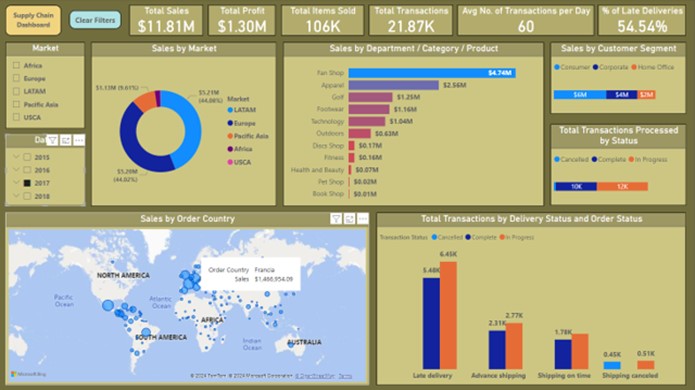 Supply Chain
Dashboard
Clear Filters
Total Sales
$11.81M
Total Profit
$1.30M
Total Items Sold
106K
Total Transactions
21.87K
Avg No. of Transactions per Day
60
% of Late Deliveries
54.54%
Market
Africa
Europe
LATAM
Pacific Asia
USCA
Da
2015
2016
2017
2018
Sales by Market
$1.13M (9.61%)
$5.21M
(44.08%)
$5.20M
(44.02%)
Market
LATAM
Europe
Pacific Asia
Africa
USCA
Sales by Department / Category / Product
Fan Shop $4.74M
Apparel $2.56M
Golf $1.25M
Footwear $1.16M
Technology $1.04M
Outdoors $0.63M
Discs Shop $0.17M
Fitness $0.16M
Health and Beauty $0.07M
Pet Shop $0.02M
Book Shop $0.01M
Sales by Customer Segment
Consumer Corporate Home Office
$6M $4M $2M
Total Transactions Processed
by Status
Cancelled Complete In Progress
10K 12K
Sales by Order Country
NORTH AMERICA
Pacific
Ocean
Atlantic
Ocean
AFRICA
SOUTH AMERICA
Indian
Ocean
AUSTRALIA
Order Country Francia
Sales $1,466,954.09
Microsoft Bing
© 2024 TomTom, © 2024 Microsoft Corporation, © OpenStreetMap Terms
Total Transactions by Delivery Status and Order Status
Transaction Status Cancelled Complete In Progress
5.48K
6.45K
2.31K
2.77K
1.78K
0.45K
0.51K
Late delivery
Advance shipping
Shipping on time
Shipping canceled